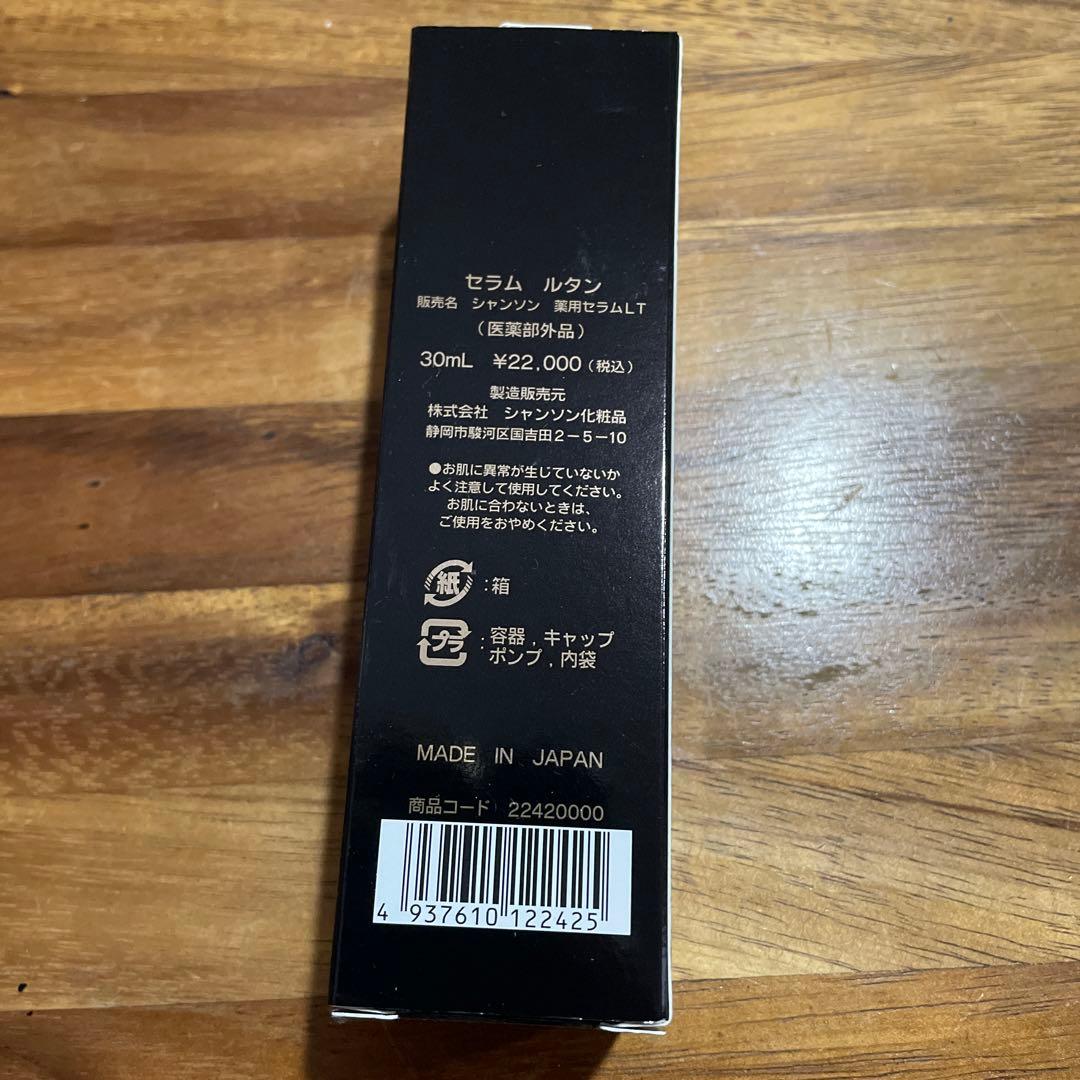 セラム　ルタン
販売名　シャンソン　薬用セラムLT
（医薬部外品）
30mL　¥22,000（税込）
製造販売元
株式会社　シャンソン化粧品
静岡市駿河区国吉田2－5－10
●お肌に異常が生じていないか
よく注意して使用してください。
お肌に合わないときは、
ご使用をおやめください。
紙：箱
プラ：容器，キャップ
ポンプ，内袋
MADE IN JAPAN
商品コード　22420000
4 937610 122425